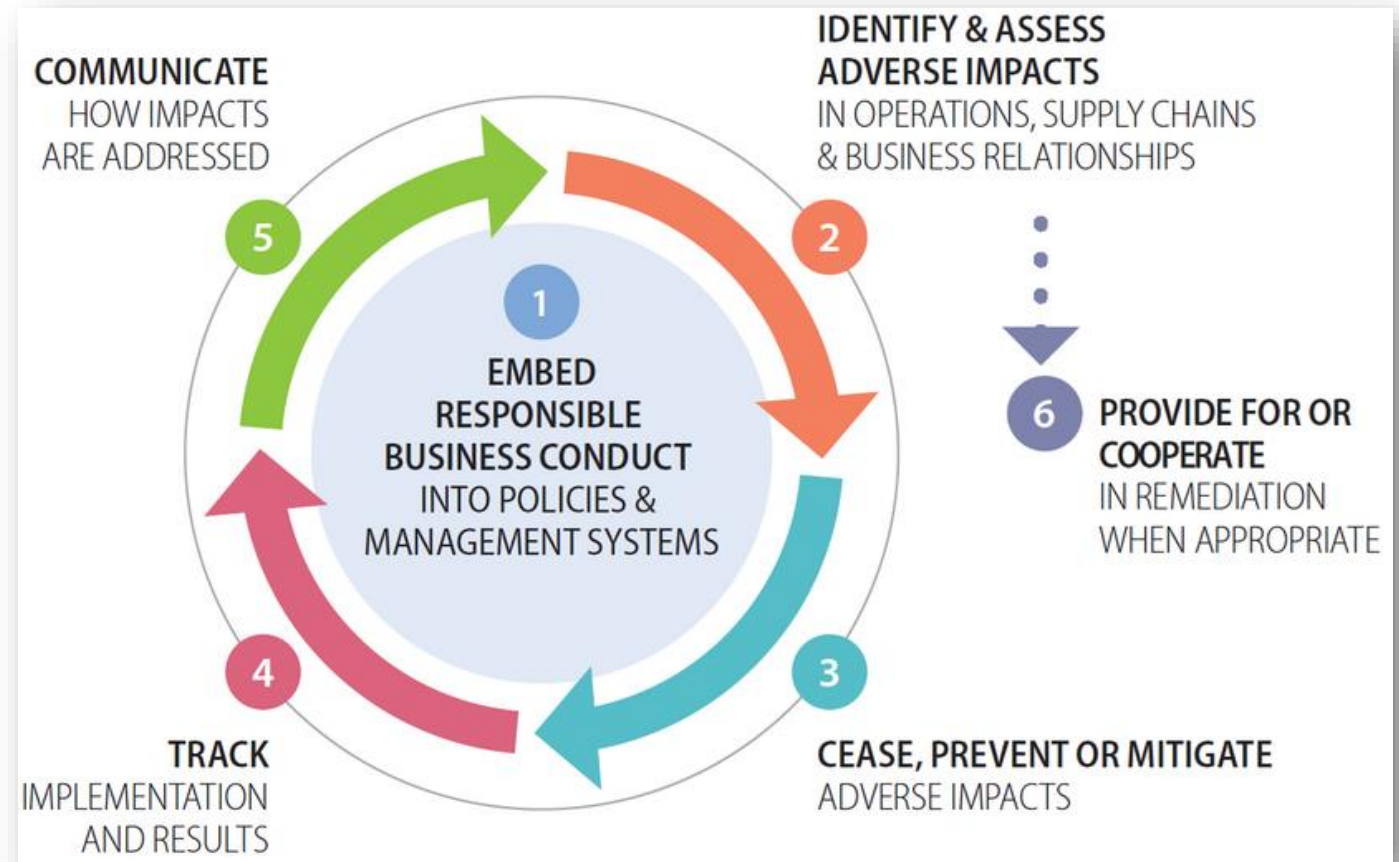 COMMUNICATE
HOW IMPACTS
ARE ADDRESSED
5
IDENTIFY & ASSESS
ADVERSE IMPACTS
IN OPERATIONS, SUPPLY CHAINS
& BUSINESS RELATIONSHIPS
2
1
EMBED
RESPONSIBLE
BUSINESS CONDUCT
INTO POLICIES &
MANAGEMENT SYSTEMS
6
PROVIDE FOR OR
COOPERATE
IN REMEDIATION
WHEN APPROPRIATE
4
TRACK
IMPLEMENTATION
AND RESULTS
3
CEASE, PREVENT OR MITIGATE
ADVERSE IMPACTS